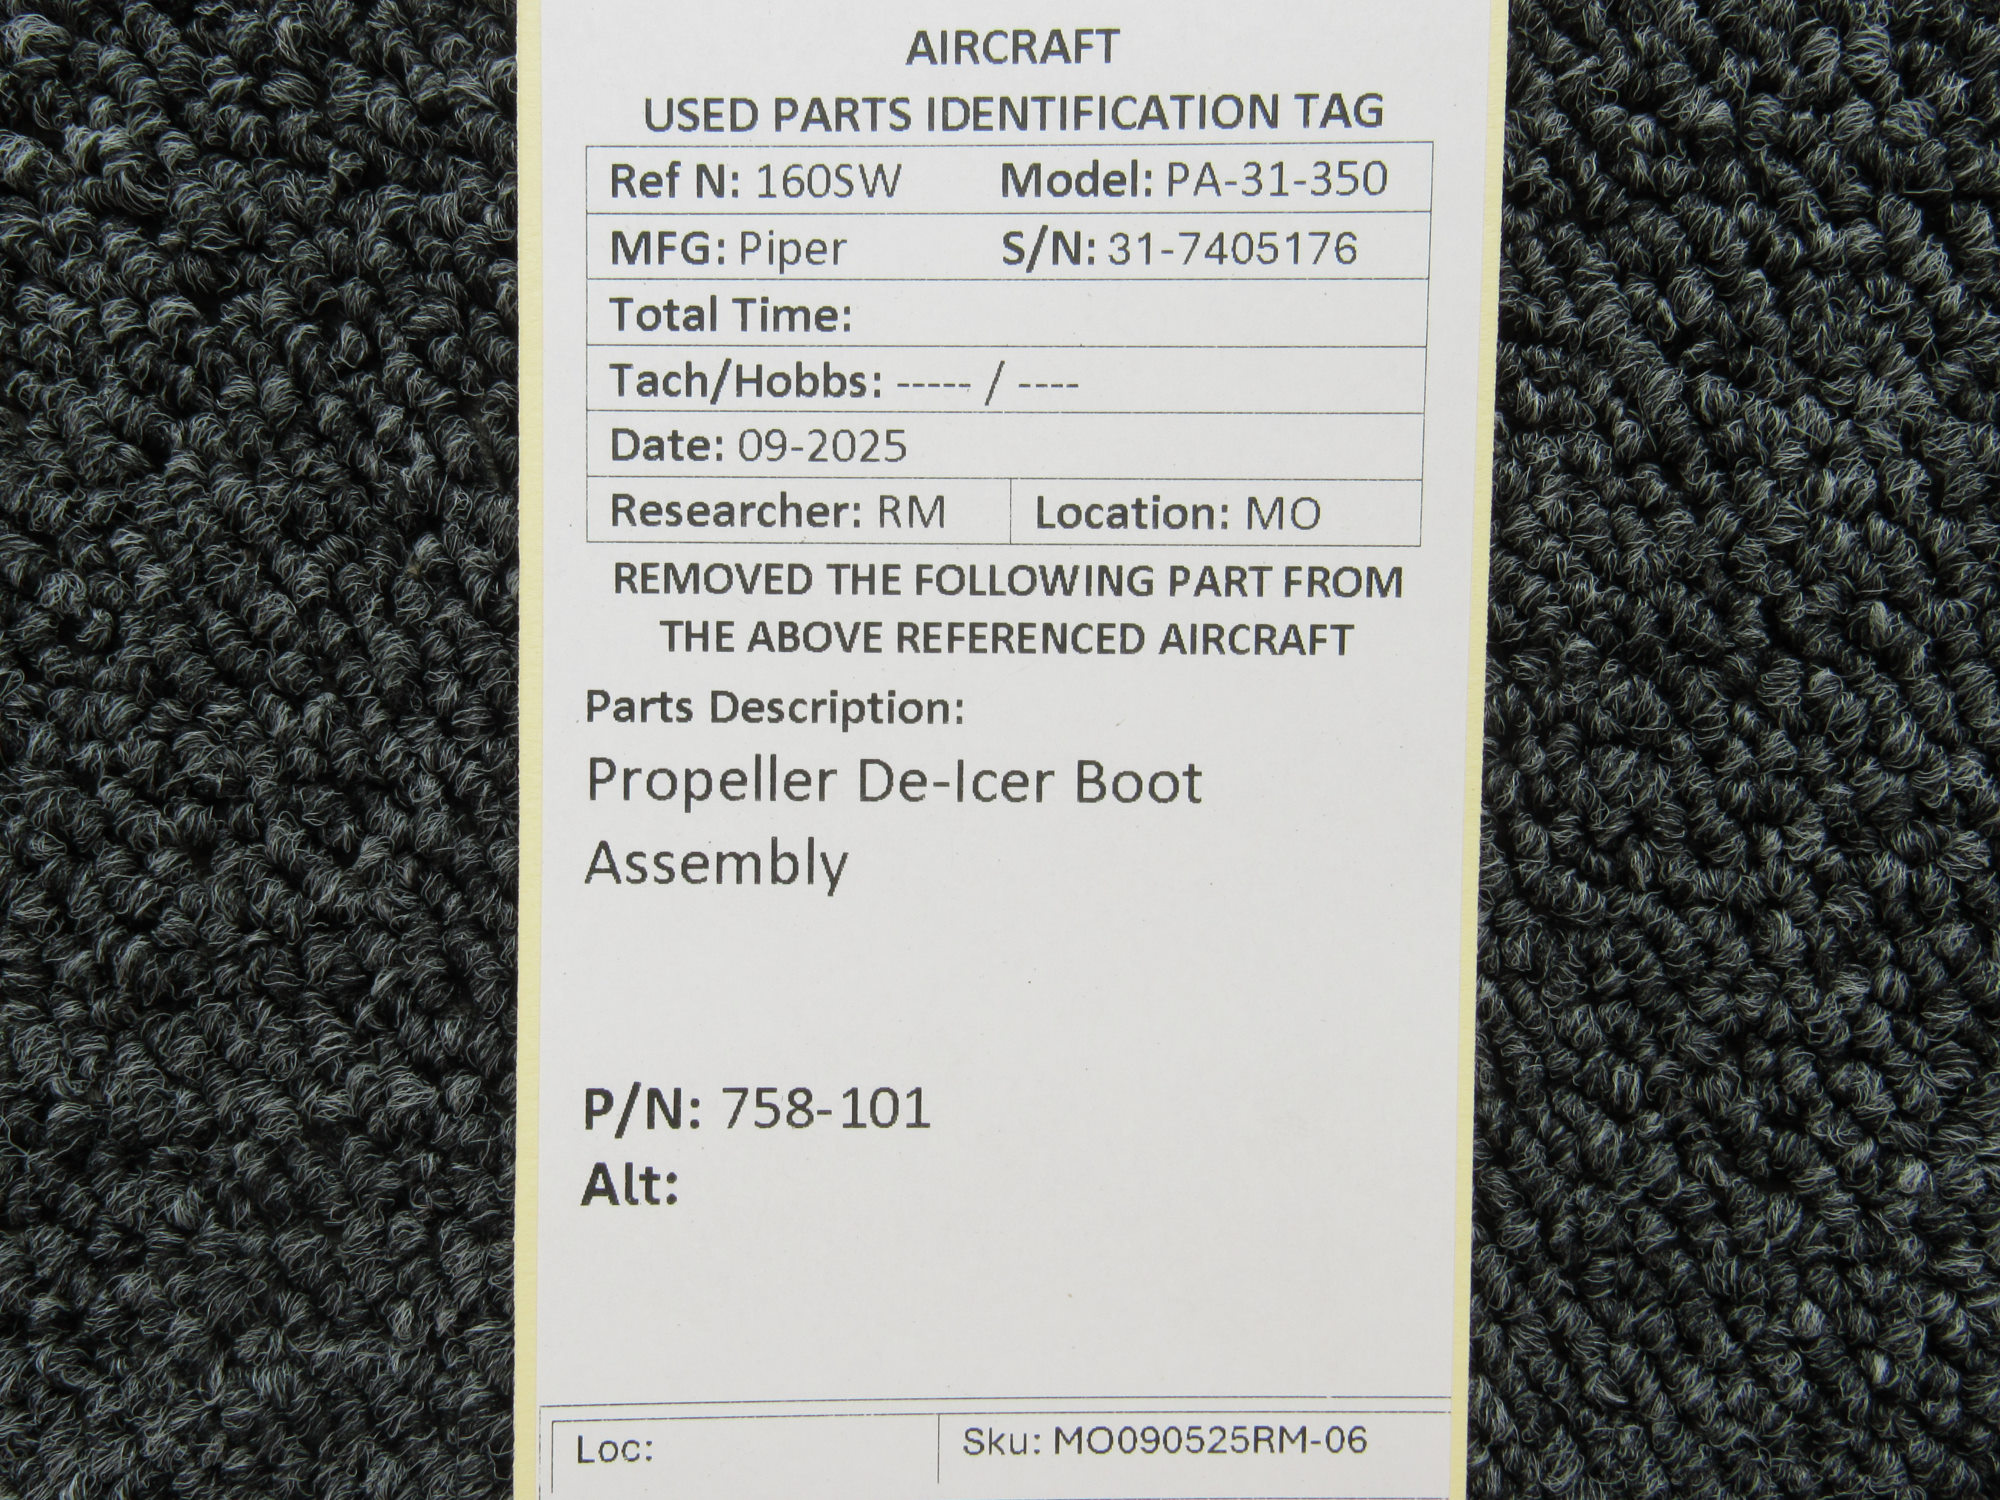 AIRCRAFT
USED PARTS IDENTIFICATION TAG
Ref N: 160SW Model: PA-31-350
MFG: Piper S/N: 31-7405176
Total Time:
Tach/Hobbs: ----- / ----
Date: 09-2025
Researcher: RM Location: MO
REMOVED THE FOLLOWING PART FROM
THE ABOVE REFERENCED AIRCRAFT
Parts Description:
Propeller De-Icer Boot
Assembly
P/N: 758-101
Alt:
Loc: Sku: MO090525RM-06